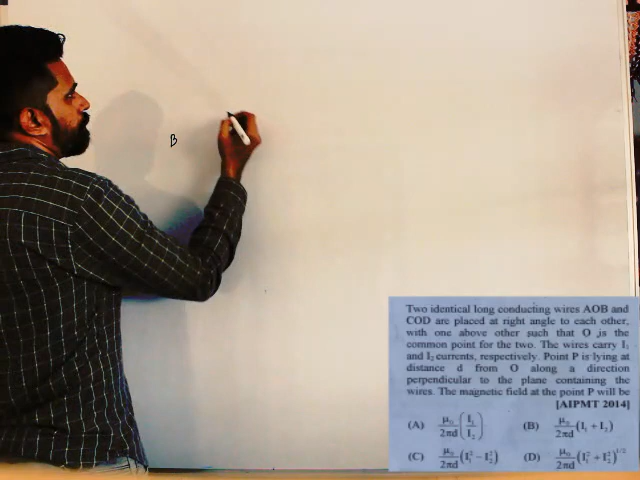 B
Two identical long conducting wires AOB and
COD are placed at right angle to each other,
with one above other such that O is the
common point for the two. The wires carry I₁
and I₂ currents, respectively. Point P is lying at
distance d from O along a direction
perpendicular to the plane containing the
wires. The magnetic field at the point P will be
[AIPMT 2014]
(A) μ₀/2πd (I₁/I₂) (B) μ₀/2πd (I₁ + I₂)
(C) μ₀/2πd (I₁² − I₂²) (D) μ₀/2πd (I₁² + I₂²)^1/2